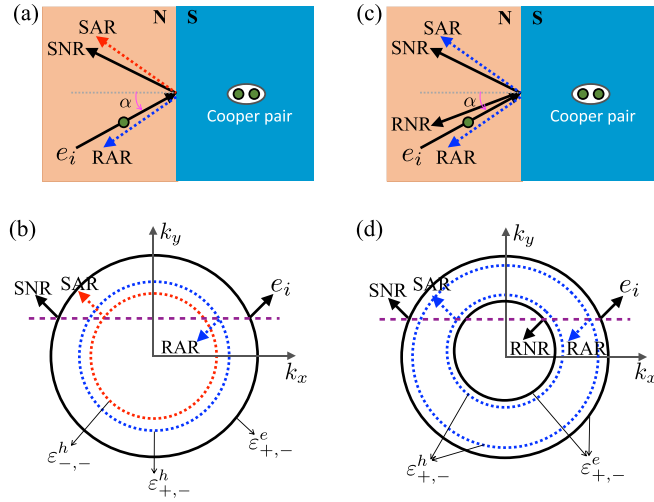 (a)
N S
SAR
SNR
α
Cooper pair
RAR
e_i
(c)
N S
SAR
SNR
α
Cooper pair
RNR
RAR
e_i
(b)
k_y
SNR
SAR
e_i
RAR
k_x
ε^h_{-,-}
ε^h_{+,-}
ε^e_{+,-}
(d)
k_y
SNR
SAR
e_i
RNR
RAR
k_x
ε^h_{+,-}
ε^e_{+,-}